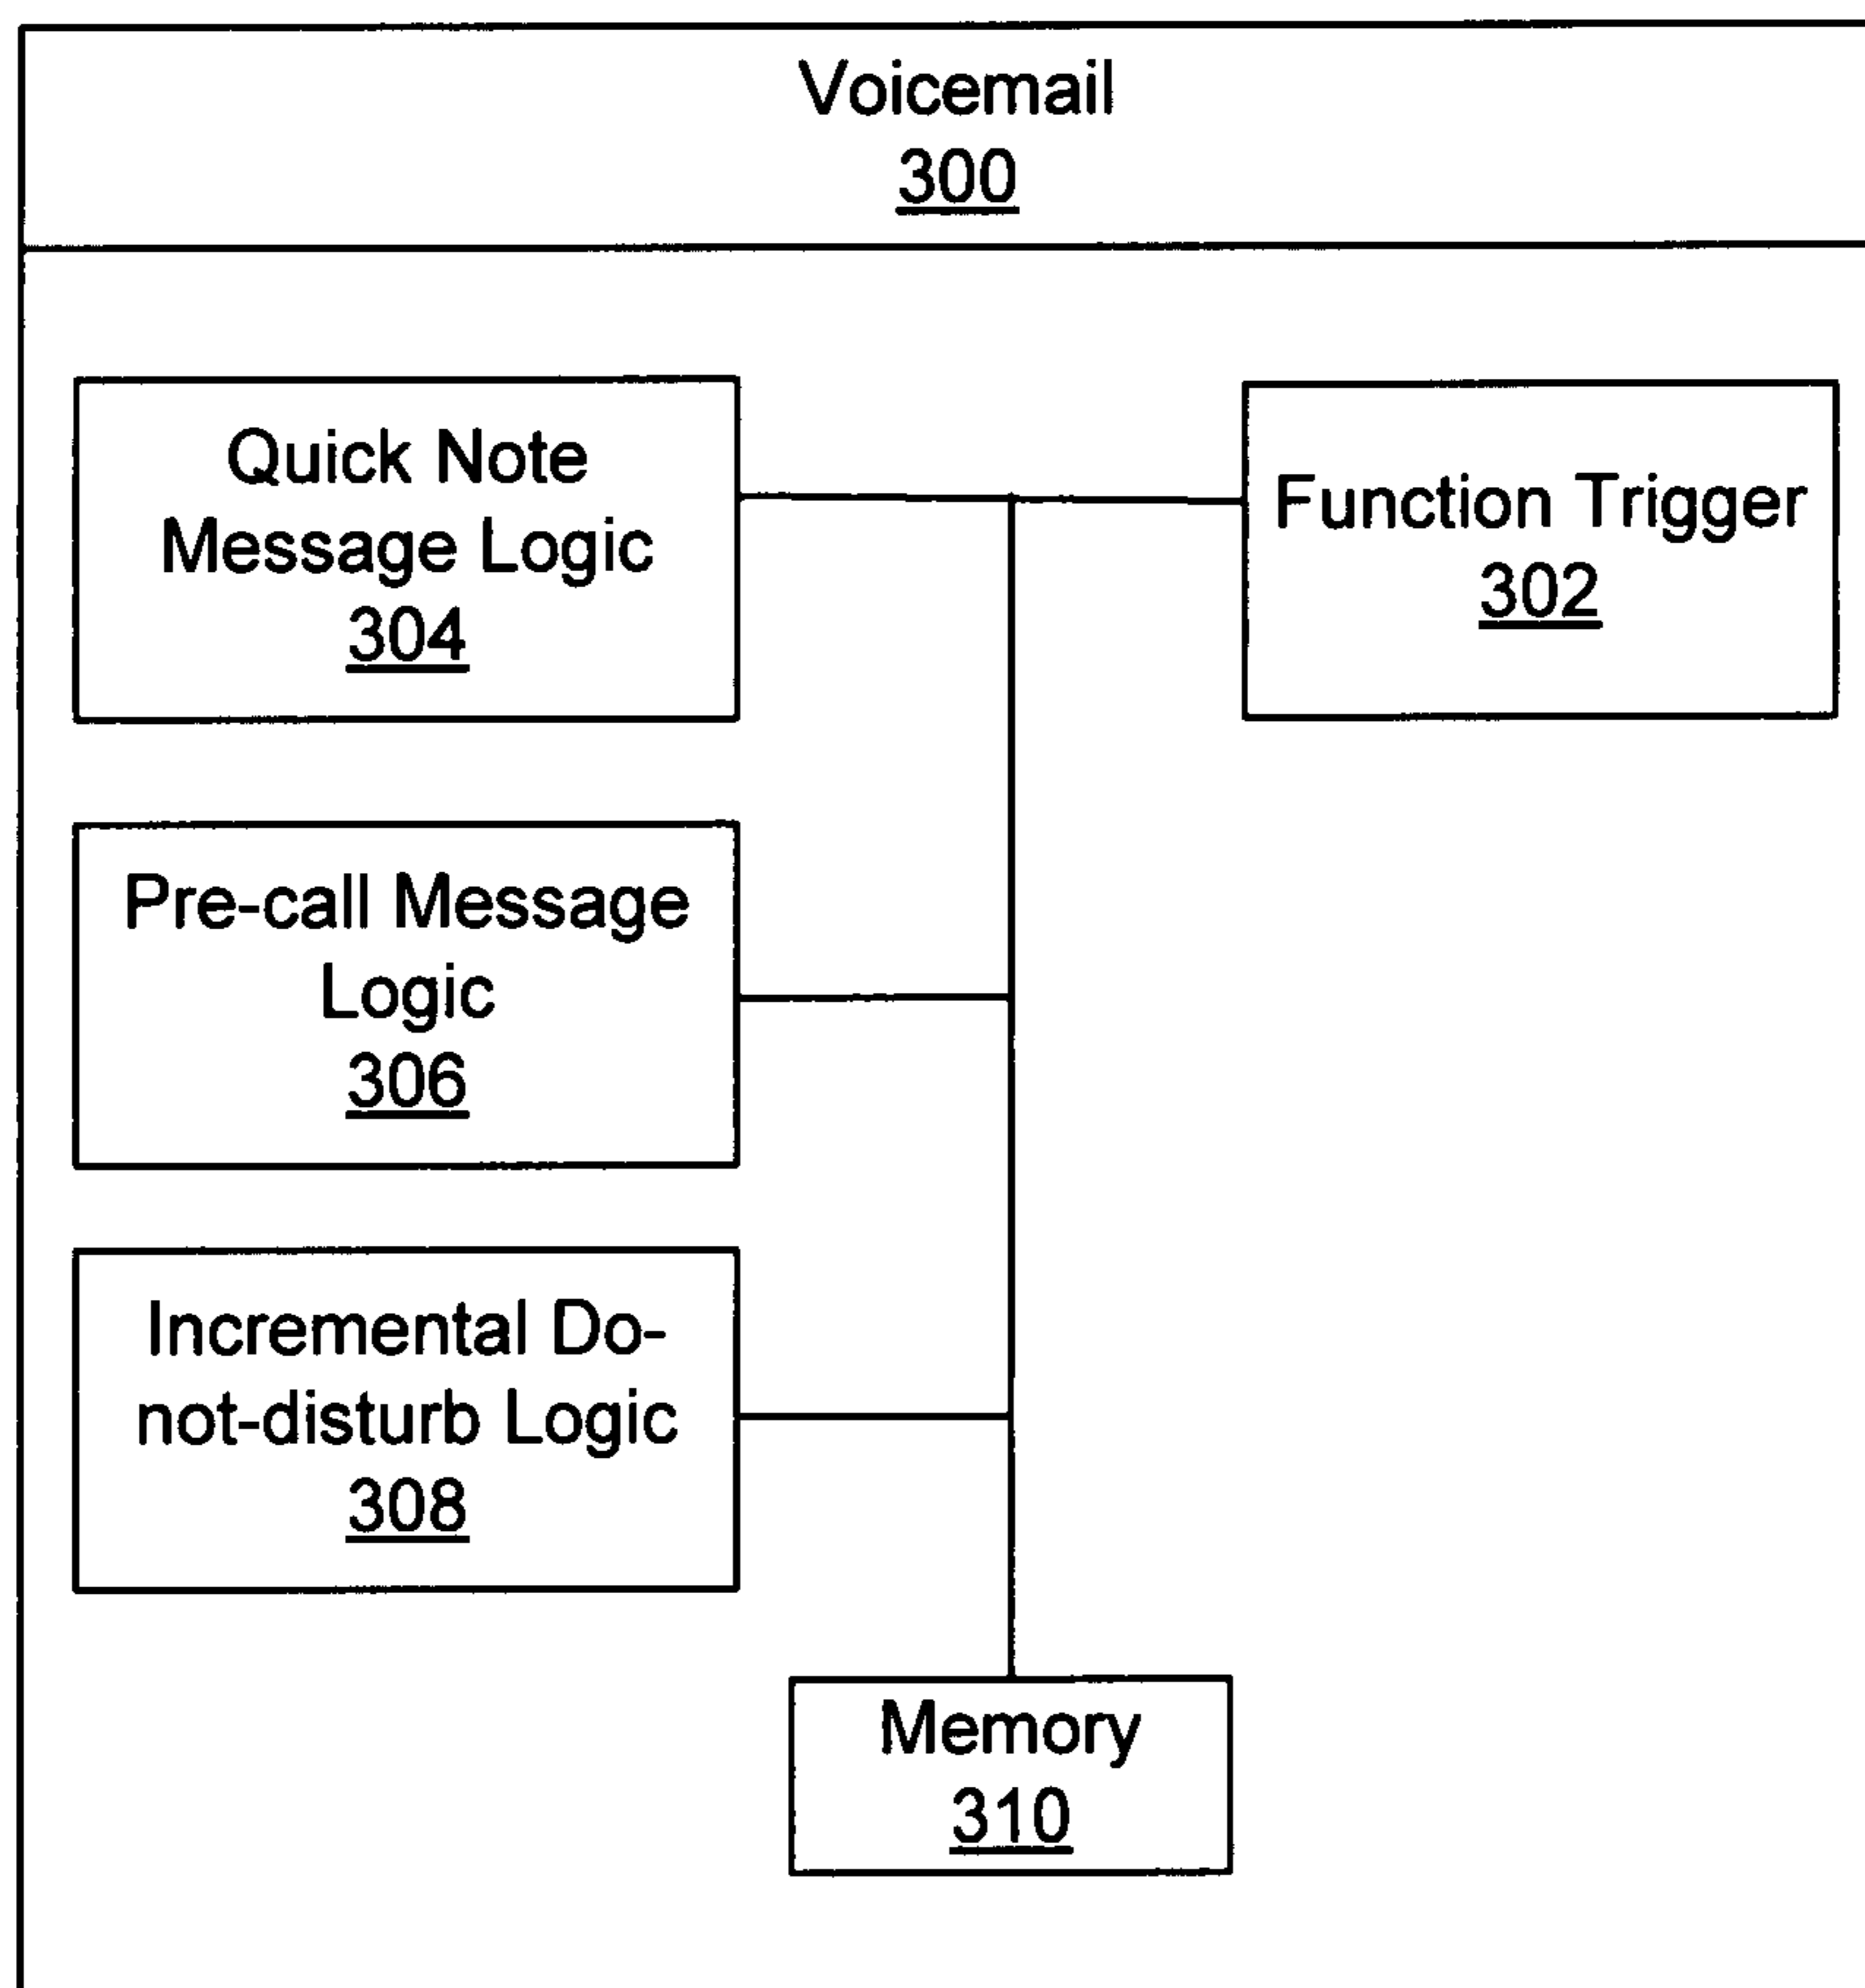 Voicemail
300
Quick Note
Message Logic
304
Function Trigger
302
Pre-call Message
Logic
306
Incremental Do-
not-disturb Logic
308
Memory
310